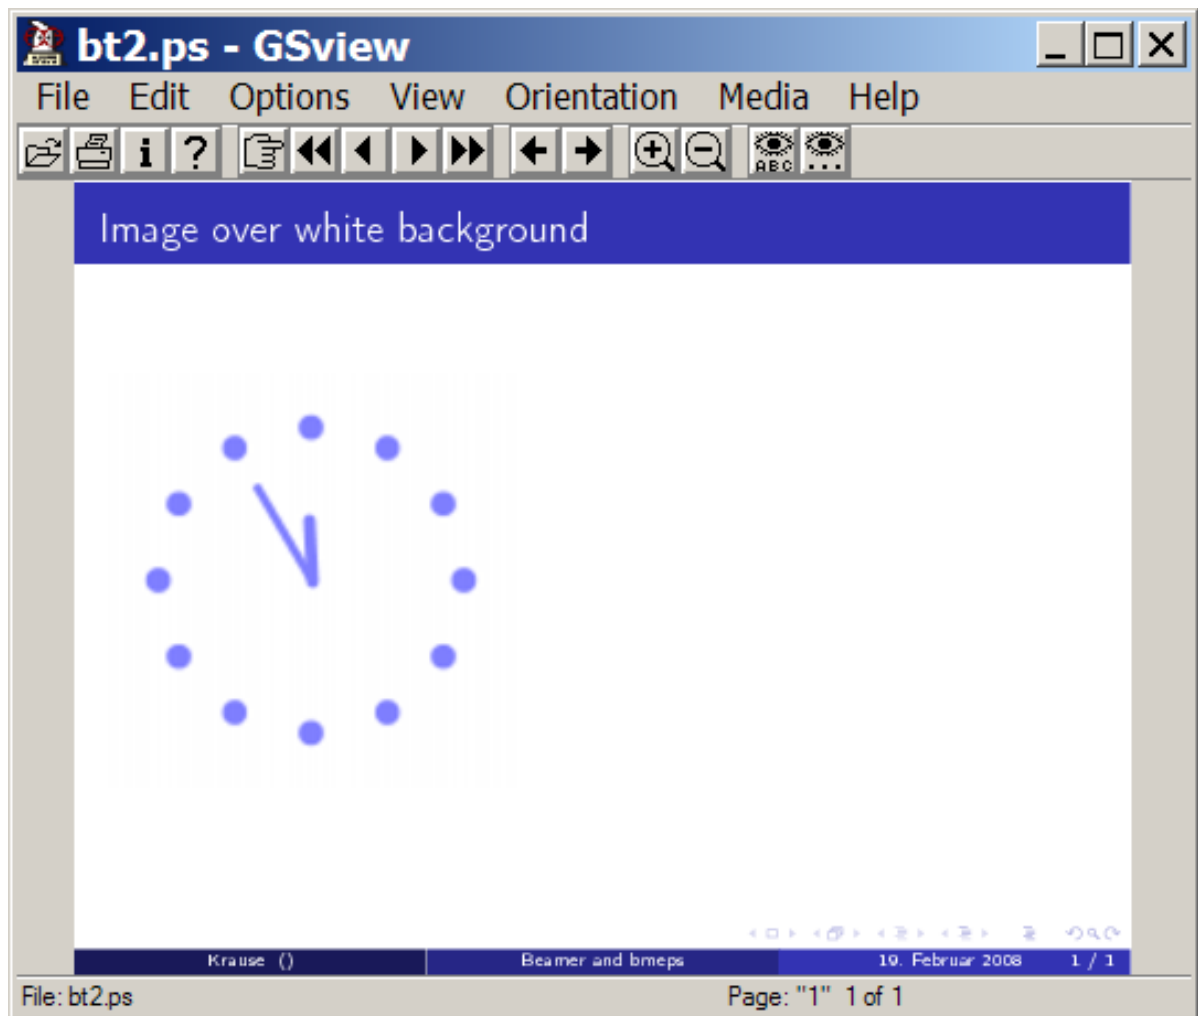 bt2.ps - GSview
File Edit Options View Orientation Media Help
i ? ABC
Image over white background
Krause () Beamer and bmeps 19. Februar 2008 1 / 1
File: bt2.ps Page: "1" 1 of 1